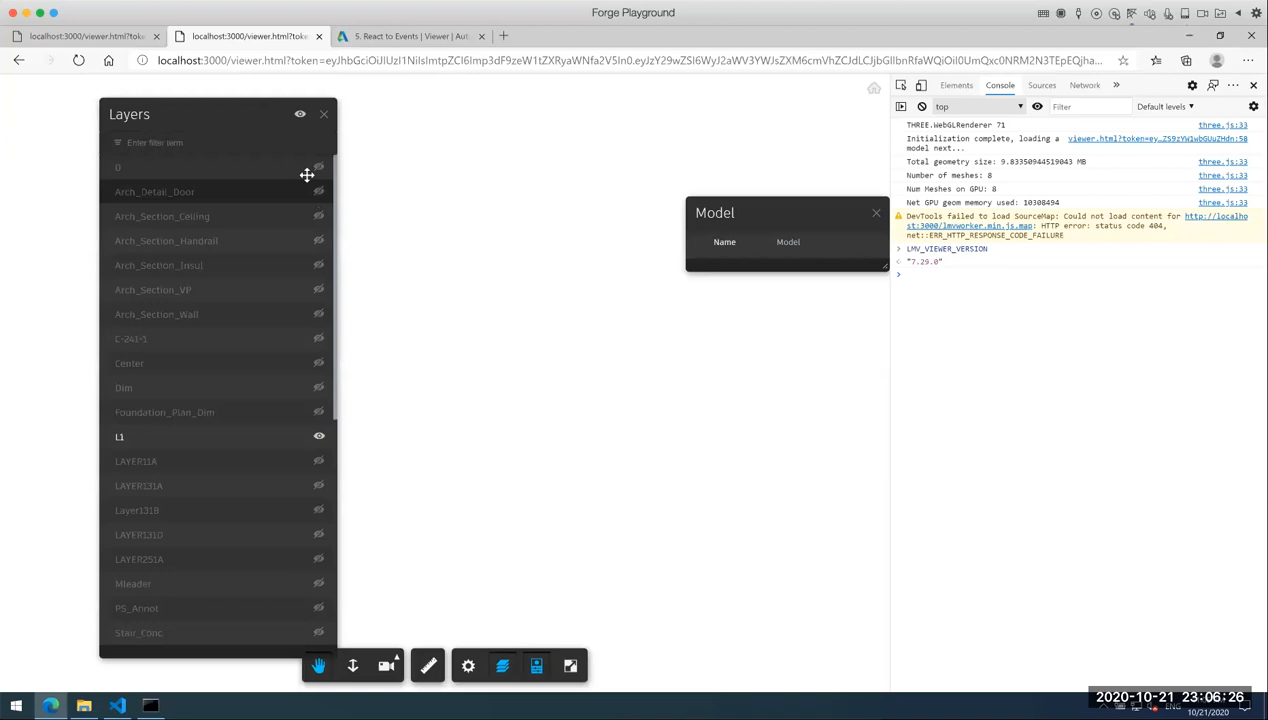 Forge Playground
localhost:3000/viewer.html?tok
localhost:3000/viewer.html?tok
5. React to Events | Viewer | Aut
localhost:3000/viewer.html?token=
Elements
Console
Sources
Network
top
Filter
Default levels
Layers
Enter filter term
0
Arch_Detail_Door
Arch_Section_Ceiling
Arch_Section_Handrail
Arch_Section_Insul
Arch_Section_VP
Arch_Section_Wall
C-241-1
Center
Dim
Foundation_Plan_Dim
L1
LAYER11A
LAYER131A
Layer131B
LAYER131D
LAYER251A
Mleader
PS_Annot
Stair_Conc
Model
Name Model
THREE.WebGLRenderer 71 three.js:33
Initialization complete, loading a viewer.html?token=ey…ZS9zYW1wbGUuZHdn:58
model next...
Total geometry size: 9.83350944519043 MB three.js:33
Number of meshes: 8 three.js:33
Num Meshes on GPU: 8 three.js:33
Net GPU geom memory used: 10308494 three.js:33
DevTools failed to load SourceMap: Could not load content for http://localho
st:3000/lmvworker.min.js.map: HTTP error: status code 404,
net::ERR_HTTP_RESPONSE_CODE_FAILURE
LMV_VIEWER_VERSION
"7.29.0"
2020-10-21 23:06:26
ENG
10/21/2020